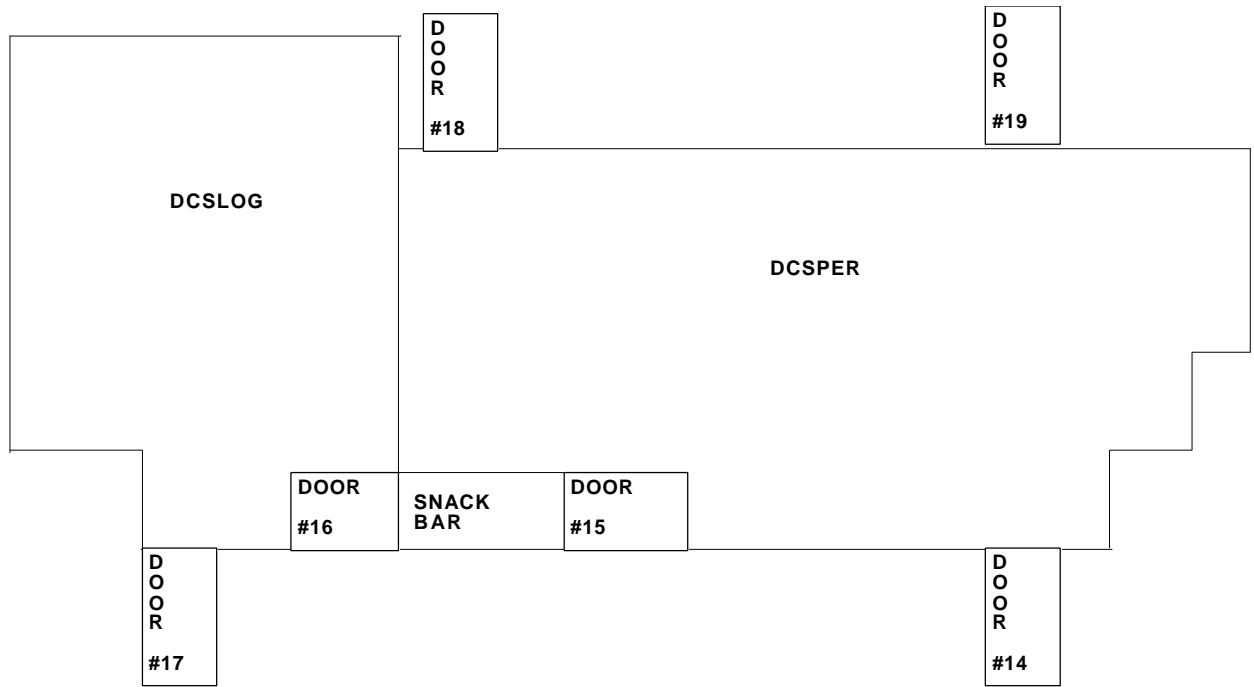 DOOR
#18
DOOR
#19
DCSLOG
DCSPER
DOOR
#16
SNACK
BAR
DOOR
#15
DOOR
#17
DOOR
#14